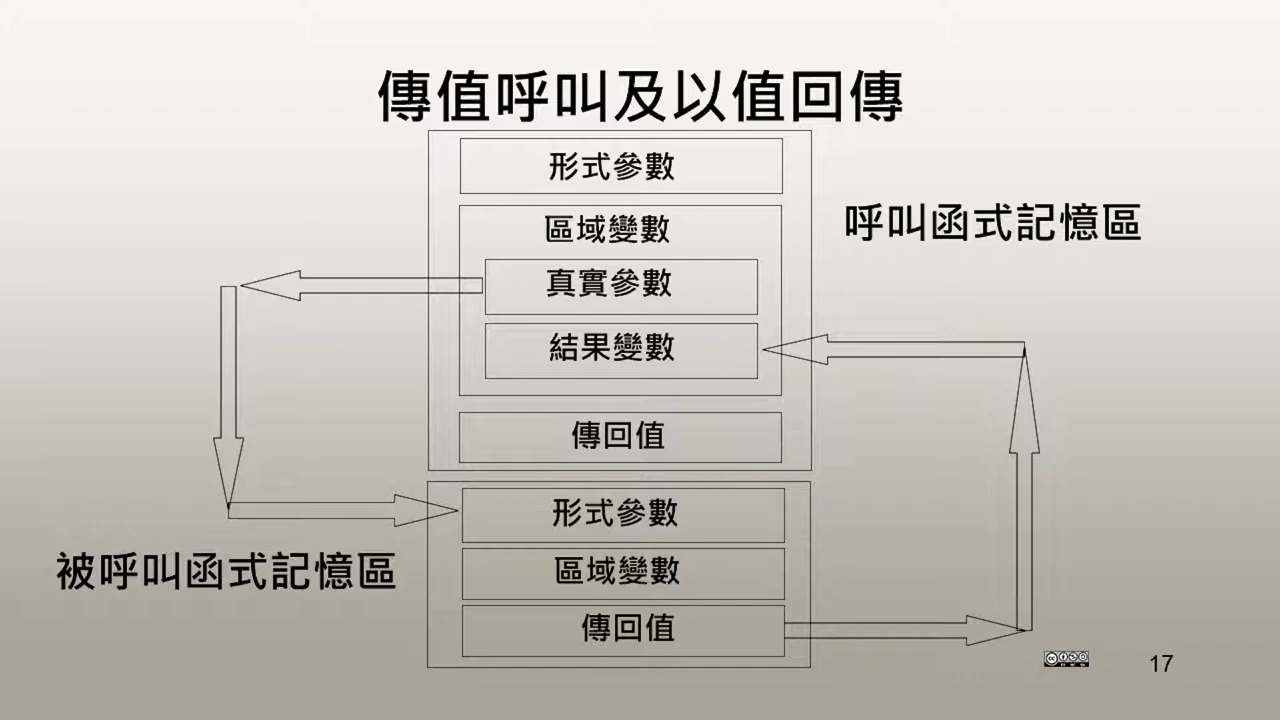 傳值呼叫及以值回傳
形式參數
區域變數
呼叫函式記憶區
真實參數
結果變數
傳回值
形式參數
被呼叫函式記憶區
區域變數
傳回值
17